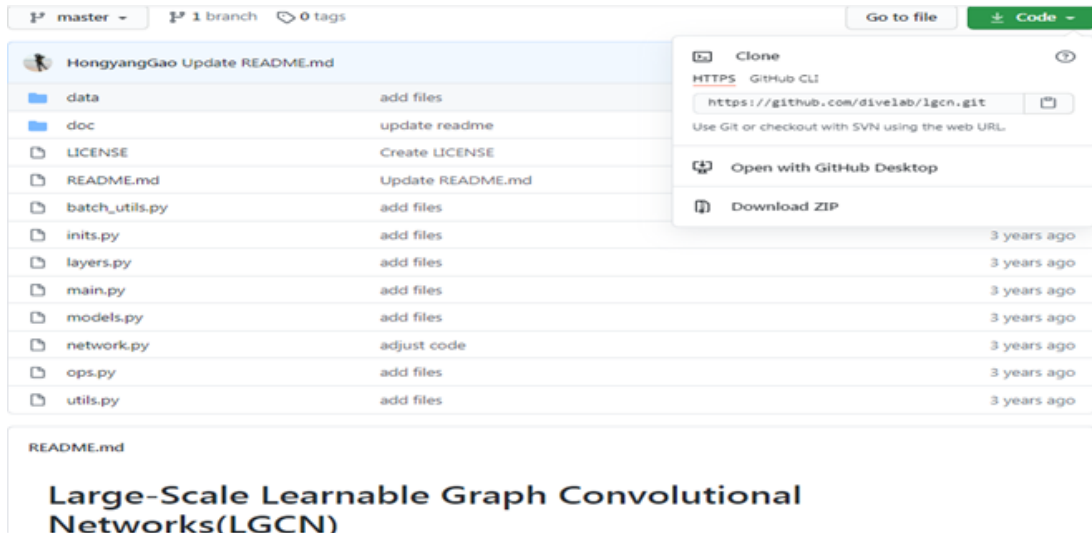 master 1 branch 0 tags Go to file Code
HongyangGao Update README.md
Clone
HTTPS GitHub CLI
https://github.com/divelab/lgcn.git
Use Git or checkout with SVN using the web URL.
Open with GitHub Desktop
Download ZIP
data add files
doc update readme
LICENSE Create LICENSE
README.md Update README.md
batch_utils.py add files
inits.py add files 3 years ago
layers.py add files 3 years ago
main.py add files 3 years ago
models.py add files 3 years ago
network.py adjust code 3 years ago
ops.py add files 3 years ago
utils.py add files 3 years ago
README.md
Large-Scale Learnable Graph Convolutional
Networks(LGCN)